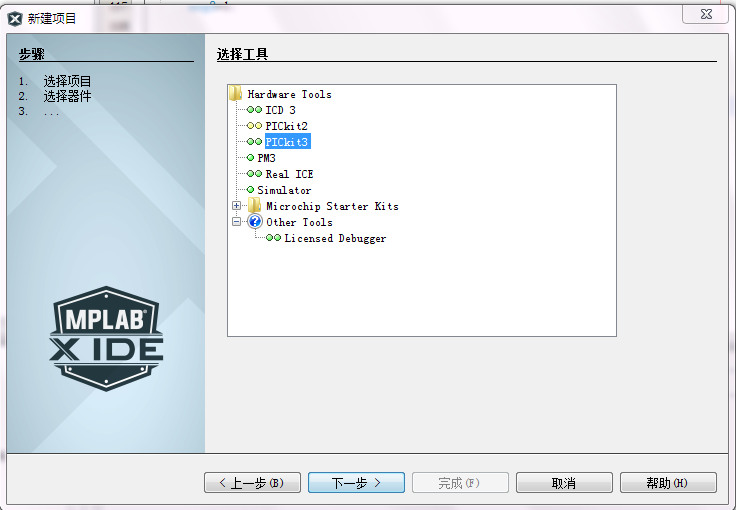 新建项目
步骤
1. 选择项目
2. 选择器件
3. ...
选择工具
Hardware Tools
ICD 3
PICkit2
PICkit3
PM3
Real ICE
Simulator
Microchip Starter Kits
Other Tools
Licensed Debugger
MPLAB®
X IDE
< 上一步(B)
下一步 >
完成(F)
取消
帮助(H)